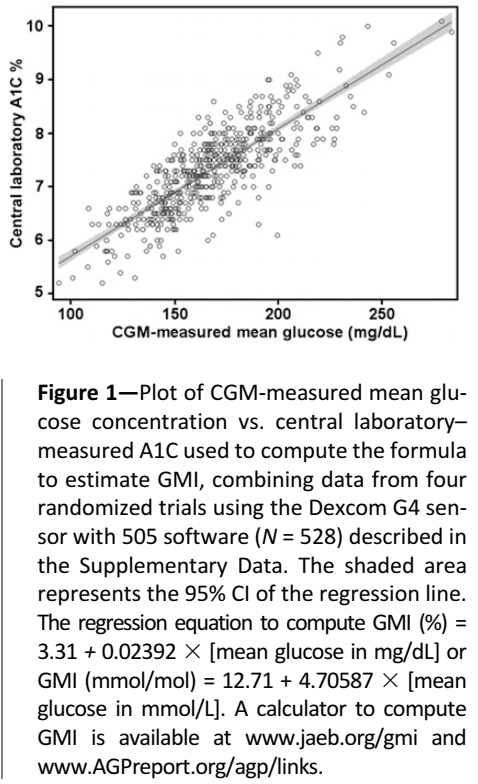 10
9
8
7
6
5
Central laboratory A1C %
100
150
200
250
CGM-measured mean glucose (mg/dL)
Figure 1—Plot of CGM-measured mean glu-
cose concentration vs. central laboratory–
measured A1C used to compute the formula
to estimate GMI, combining data from four
randomized trials using the Dexcom G4 sen-
sor with 505 software (N = 528) described in
the Supplementary Data. The shaded area
represents the 95% CI of the regression line.
The regression equation to compute GMI (%) =
3.31 + 0.02392 × [mean glucose in mg/dL] or
GMI (mmol/mol) = 12.71 + 4.70587 × [mean
glucose in mmol/L]. A calculator to compute
GMI is available at www.jaeb.org/gmi and
www.AGPreport.org/agp/links.